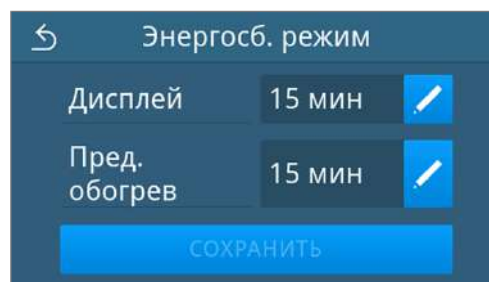 Энергосб. режим
Дисплей 15 мин
Пред.
обогрев 15 мин
СОХРАНИТЬ